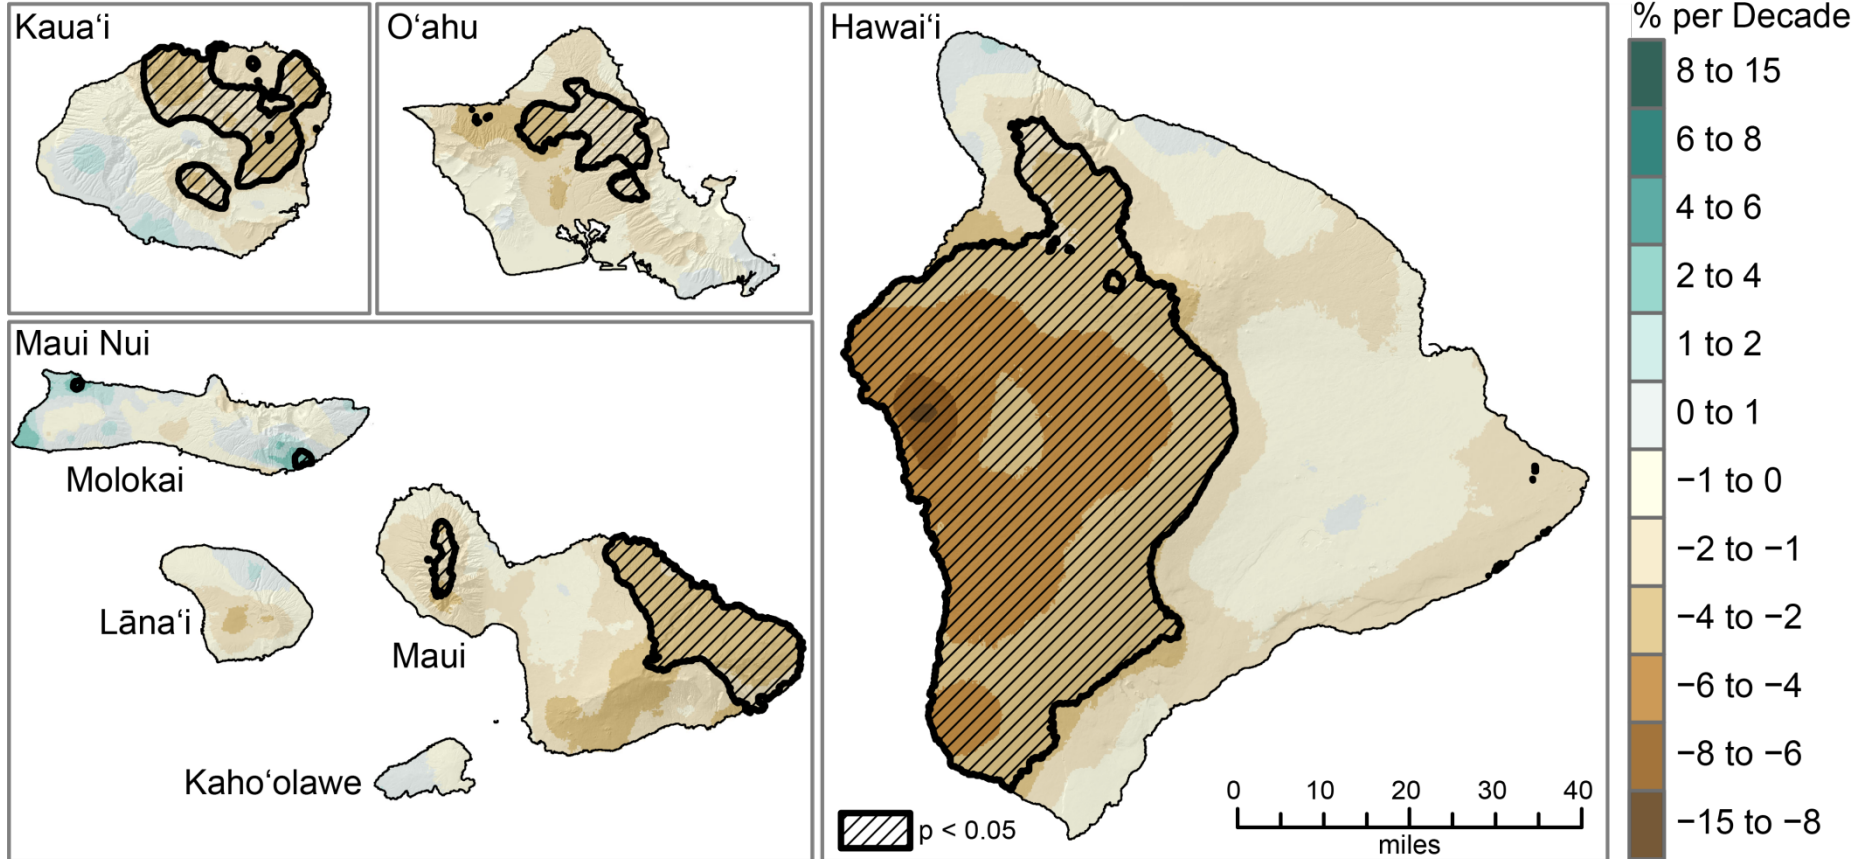 Kauaʻi
Oʻahu
Hawaiʻi
% per Decade
8 to 15
6 to 8
4 to 6
2 to 4
1 to 2
0 to 1
−1 to 0
−2 to −1
−4 to −2
−6 to −4
−8 to −6
−15 to −8
Maui Nui
Molokai
Lānaʻi
Maui
Kahoʻolawe
p < 0.05
0 10 20 30 40
miles